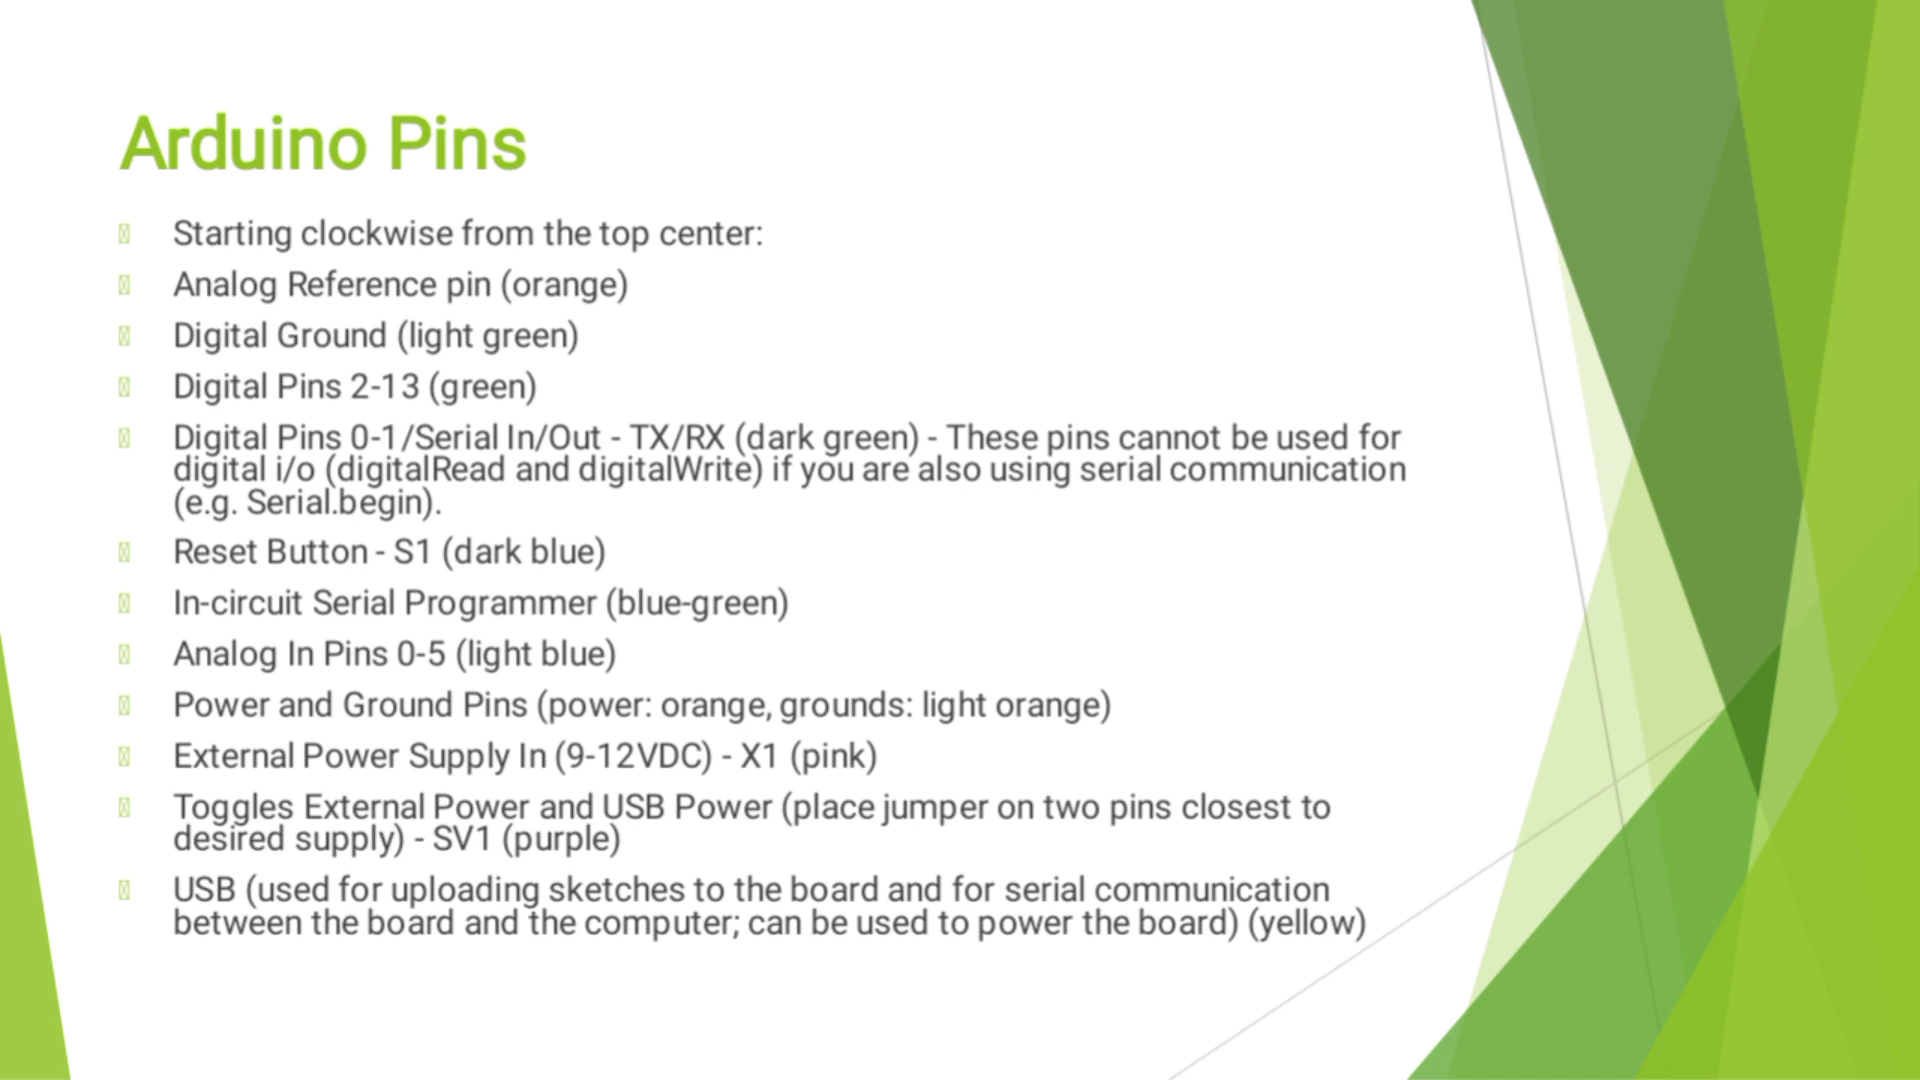 Arduino Pins
Starting clockwise from the top center:
Analog Reference pin (orange)
Digital Ground (light green)
Digital Pins 2-13 (green)
Digital Pins 0-1/Serial In/Out - TX/RX (dark green) - These pins cannot be used for
digital i/o (digitalRead and digitalWrite) if you are also using serial communication
(e.g. Serial.begin).
Reset Button - S1 (dark blue)
In-circuit Serial Programmer (blue-green)
Analog In Pins 0-5 (light blue)
Power and Ground Pins (power: orange, grounds: light orange)
External Power Supply In (9-12VDC) - X1 (pink)
Toggles External Power and USB Power (place jumper on two pins closest to
desired supply) - SV1 (purple)
USB (used for uploading sketches to the board and for serial communication
between the board and the computer; can be used to power the board) (yellow)